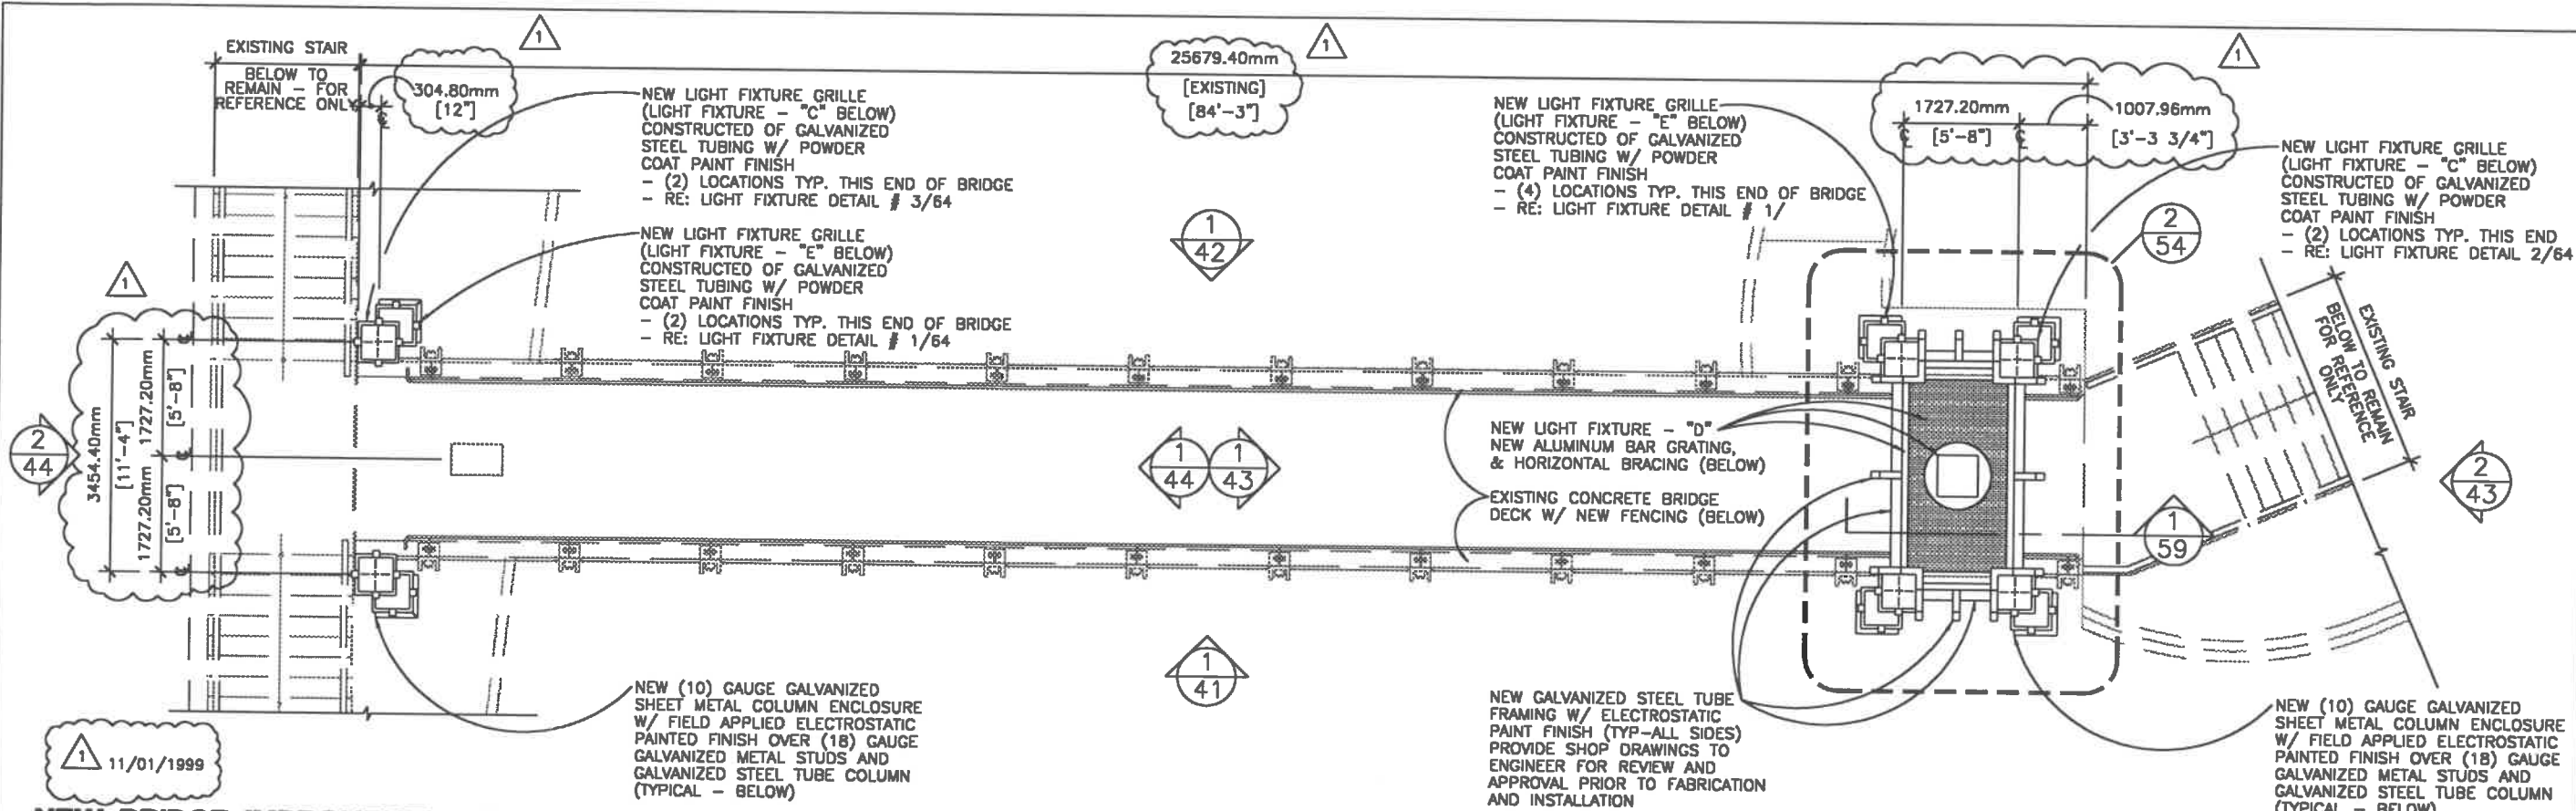 EXISTING STAIR
BELOW TO
REMAIN - FOR
REFERENCE ONLY
304.80mm
[12"]
1
25679.40mm
[EXISTING]
[84'-3"]
1
1727.20mm
[5'-8"]
1007.96mm
[3'-3 3/4"]
1
NEW LIGHT FIXTURE GRILLE
(LIGHT FIXTURE - "C" BELOW)
CONSTRUCTED OF GALVANIZED
STEEL TUBING W/ POWDER
COAT PAINT FINISH
- (2) LOCATIONS TYP. THIS END OF BRIDGE
- RE: LIGHT FIXTURE DETAIL # 3/64
NEW LIGHT FIXTURE GRILLE
(LIGHT FIXTURE - "E" BELOW)
CONSTRUCTED OF GALVANIZED
STEEL TUBING W/ POWDER
COAT PAINT FINISH
- (2) LOCATIONS TYP. THIS END OF BRIDGE
- RE: LIGHT FIXTURE DETAIL # 1/64
1
42
NEW LIGHT FIXTURE GRILLE
(LIGHT FIXTURE - "E" BELOW)
CONSTRUCTED OF GALVANIZED
STEEL TUBING W/ POWDER
COAT PAINT FINISH
- (4) LOCATIONS TYP. THIS END OF BRIDGE
- RE: LIGHT FIXTURE DETAIL # 1/
2
54
NEW LIGHT FIXTURE GRILLE
(LIGHT FIXTURE - "C" BELOW)
CONSTRUCTED OF GALVANIZED
STEEL TUBING W/ POWDER
COAT PAINT FINISH
- (2) LOCATIONS TYP. THIS END
- RE: LIGHT FIXTURE DETAIL 2/64
EXISTING STAIR
BELOW TO REMAIN
FOR REFERENCE
ONLY
1
2
44
3454.40mm
[11'-4"]
1727.20mm
[5'-8"]
1727.20mm
[5'-8"]
1
44
1
43
NEW LIGHT FIXTURE - "D"
NEW ALUMINUM BAR GRATING,
& HORIZONTAL BRACING (BELOW)
EXISTING CONCRETE BRIDGE
DECK W/ NEW FENCING (BELOW)
2
43
1
59
1
41
NEW (10) GAUGE GALVANIZED
SHEET METAL COLUMN ENCLOSURE
W/ FIELD APPLIED ELECTROSTATIC
PAINTED FINISH OVER (18) GAUGE
GALVANIZED METAL STUDS AND
GALVANIZED STEEL TUBE COLUMN
(TYPICAL - BELOW)
NEW GALVANIZED STEEL TUBE
FRAMING W/ ELECTROSTATIC
PAINT FINISH (TYP-ALL SIDES)
PROVIDE SHOP DRAWINGS TO
ENGINEER FOR REVIEW AND
APPROVAL PRIOR TO FABRICATION
AND INSTALLATION
NEW (10) GAUGE GALVANIZED
SHEET METAL COLUMN ENCLOSURE
W/ FIELD APPLIED ELECTROSTATIC
PAINTED FINISH OVER (18) GAUGE
GALVANIZED METAL STUDS AND
GALVANIZED STEEL TUBE COLUMN
(TYPICAL - BELOW)
1 11/01/1999
NEW BRIDGE